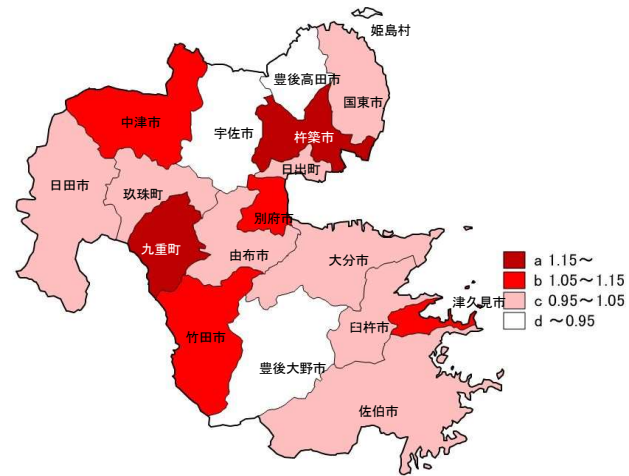 姫島村
豊後高田市
国東市
中津市
宇佐市
杵築市
日出町
日田市
玖珠町
別府市
九重町
由布市
大分市
a 1.15～
b 1.05～1.15
c 0.95～1.05
d ～0.95
津久見市
臼杵市
竹田市
豊後大野市
佐伯市